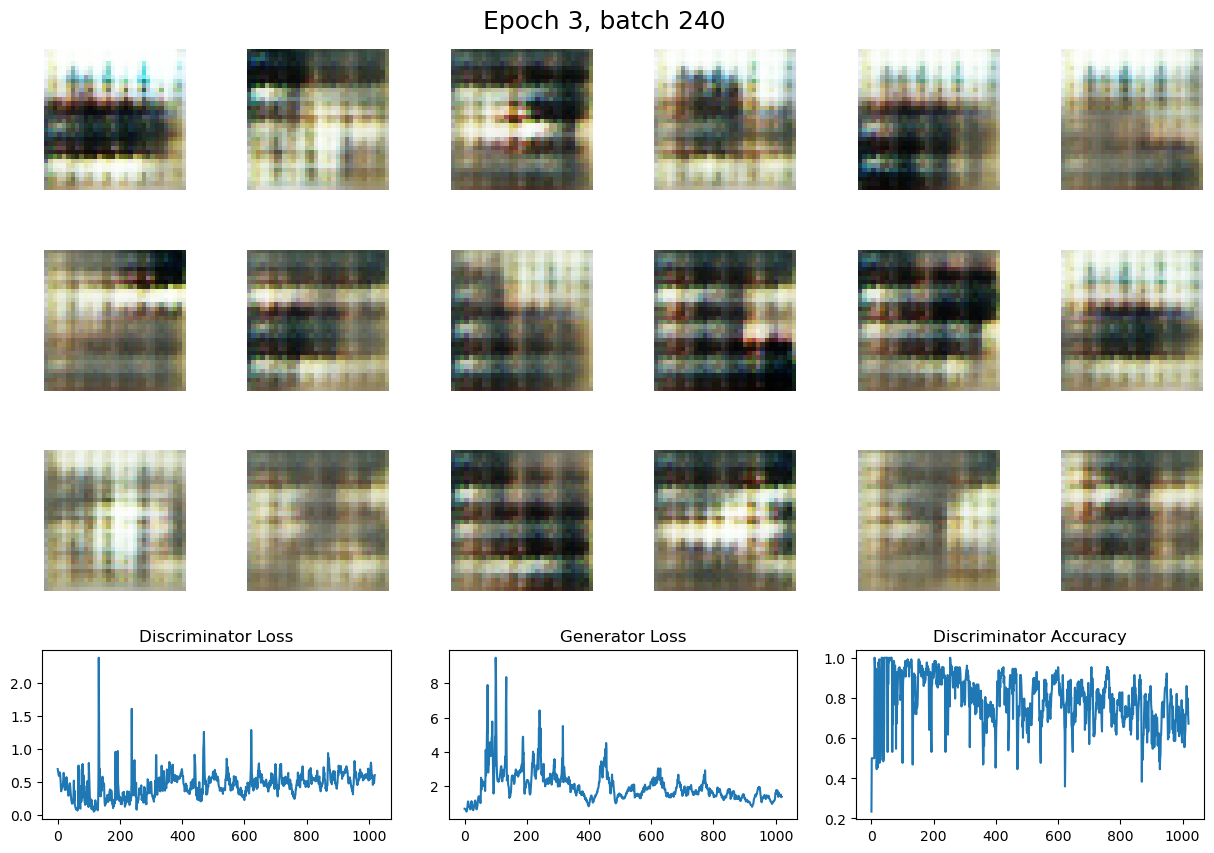 Epoch 3, batch 240
Discriminator Loss
Generator Loss
Discriminator Accuracy
2.0
1.5
1.0
0.5
0.0
0 200 400 600 800 1000
8
6
4
2
0 200 400 600 800 1000
1.0
0.8
0.6
0.4
0.2
0 200 400 600 800 1000